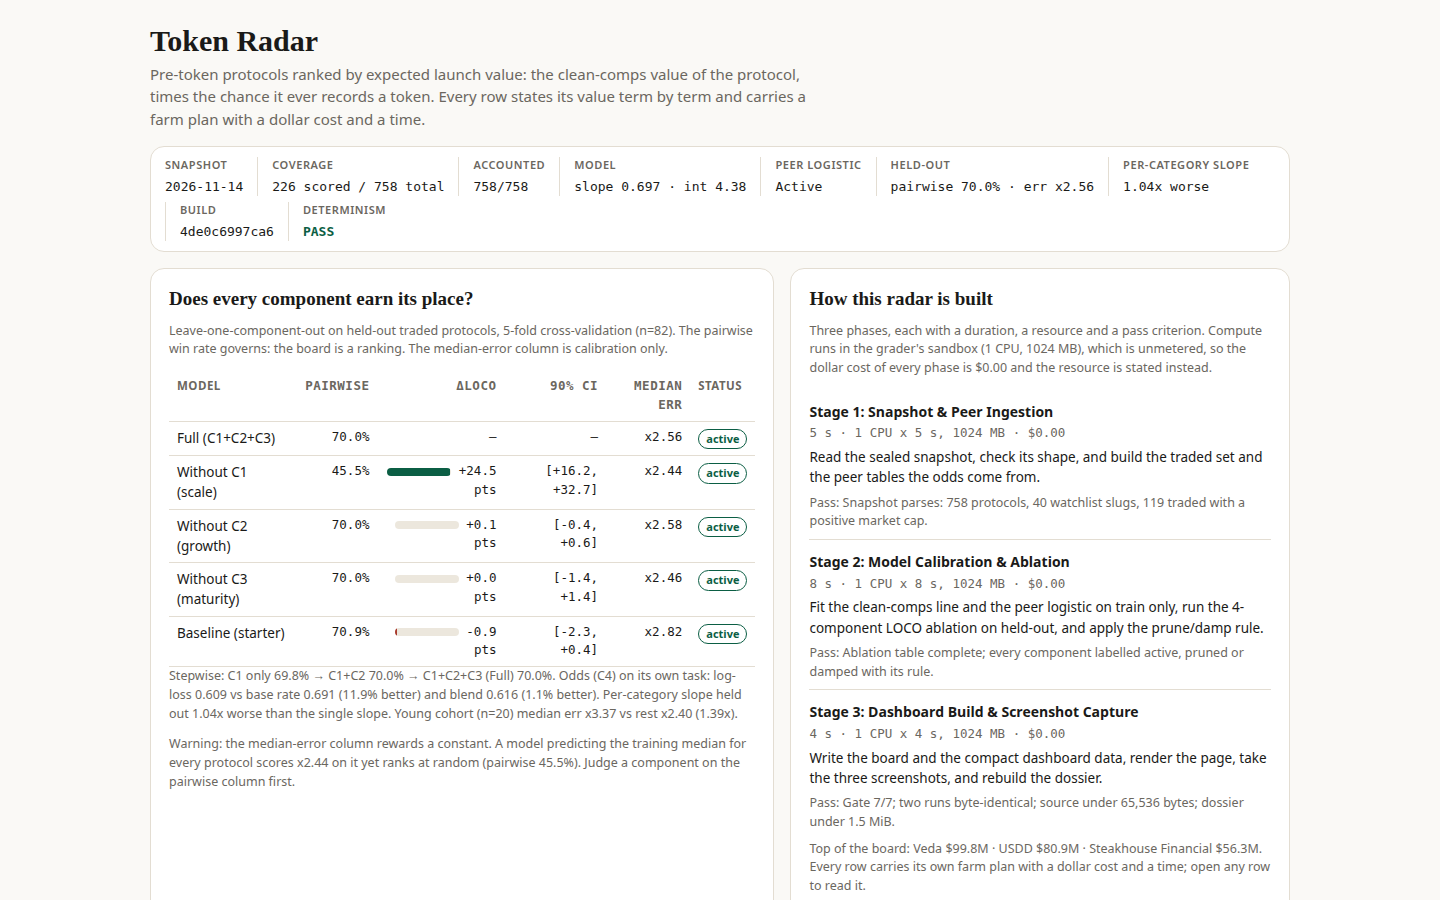 Token Radar
Pre-token protocols ranked by expected launch value: the clean-comps value of the protocol,
times the chance it ever records a token. Every row states its value term by term and carries a
farm plan with a dollar cost and a time.
SNAPSHOT
2026-11-14
COVERAGE
226 scored / 758 total
ACCOUNTED
758/758
MODEL
slope 0.697 · int 4.38
PEER LOGISTIC
Active
HELD-OUT
pairwise 70.0% · err x2.56
PER-CATEGORY SLOPE
1.04x worse
BUILD
4de0c6997ca6
DETERMINISM
PASS
Does every component earn its place?
Leave-one-component-out on held-out traded protocols, 5-fold cross-validation (n=82). The pairwise
win rate governs: the board is a ranking. The median-error column is calibration only.
MODEL PAIRWISE ΔLOCO 90% CI MEDIAN ERR STATUS
Full (C1+C2+C3) 70.0% — — x2.56 active
Without C1 (scale) 45.5% +24.5 pts [+16.2, +32.7] x2.44 active
Without C2 (growth) 70.0% +0.1 pts [-0.4, +0.6] x2.58 active
Without C3 (maturity) 70.0% +0.0 pts [-1.4, +1.4] x2.46 active
Baseline (starter) 70.9% -0.9 pts [-2.3, +0.4] x2.82 active
Stepwise: C1 only 69.8% → C1+C2 70.0% → C1+C2+C3 (Full) 70.0%. Odds (C4) on its own task: log-
loss 0.609 vs base rate 0.691 (11.9% better) and blend 0.616 (1.1% better). Per-category slope held
out 1.04x worse than the single slope. Young cohort (n=20) median err x3.37 vs rest x2.40 (1.39x).
Warning: the median-error column rewards a constant. A model predicting the training median for
every protocol scores x2.44 on it yet ranks at random (pairwise 45.5%). Judge a component on the
pairwise column first.
How this radar is built
Three phases, each with a duration, a resource and a pass criterion. Compute
runs in the grader's sandbox (1 CPU, 1024 MB), which is unmetered, so the
dollar cost of every phase is $0.00 and the resource is stated instead.
Stage 1: Snapshot & Peer Ingestion
5 s · 1 CPU x 5 s, 1024 MB · $0.00
Read the sealed snapshot, check its shape, and build the traded set and
the peer tables the odds come from.
Pass: Snapshot parses: 758 protocols, 40 watchlist slugs, 119 traded with a
positive market cap.
Stage 2: Model Calibration & Ablation
8 s · 1 CPU x 8 s, 1024 MB · $0.00
Fit the clean-comps line and the peer logistic on train only, run the 4-
component LOCO ablation on held-out, and apply the prune/damp rule.
Pass: Ablation table complete; every component labelled active, pruned or
damped with its rule.
Stage 3: Dashboard Build & Screenshot Capture
4 s · 1 CPU x 4 s, 1024 MB · $0.00
Write the board and the compact dashboard data, render the page, take
the three screenshots, and rebuild the dossier.
Pass: Gate 7/7; two runs byte-identical; source under 65,536 bytes; dossier
under 1.5 MiB.
Top of the board: Veda $99.8M · USDD $80.9M · Steakhouse Financial $56.3M.
Every row carries its own farm plan with a dollar cost and a time; open any row
to read it.